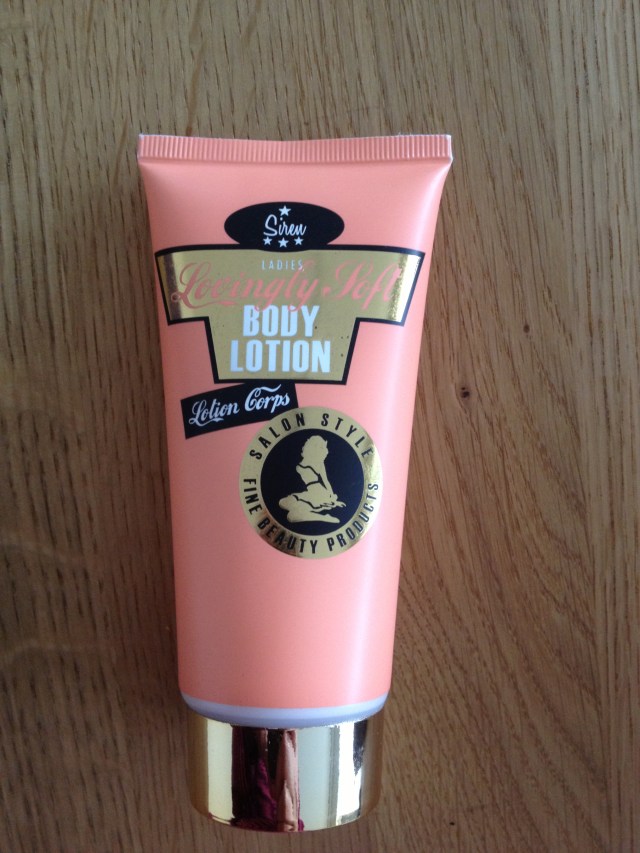 Siren
LADIES'
Lovingly Soft
BODY
LOTION
Lotion Corps
SALON STYLE
FINE BEAUTY PRODUCTS